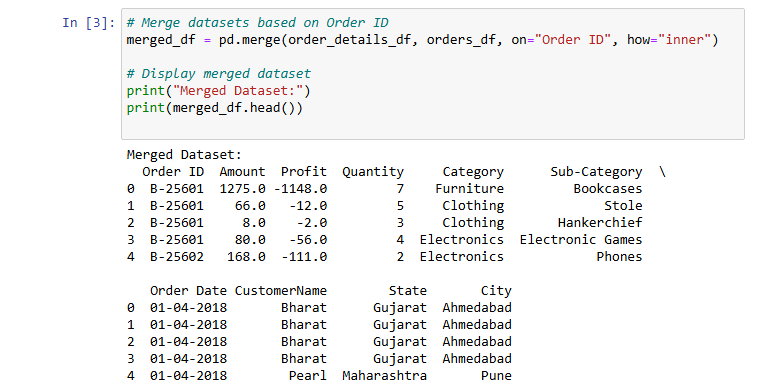 In [3]: # Merge datasets based on Order ID
merged_df = pd.merge(order_details_df, orders_df, on="Order ID", how="inner")
# Display merged dataset
print("Merged Dataset:")
print(merged_df.head())
Merged Dataset:
  Order ID  Amount  Profit  Quantity     Category      Sub-Category  \
0  B-25601  1275.0 -1148.0         7    Furniture         Bookcases
1  B-25601    66.0   -12.0         5     Clothing             Stole
2  B-25601     8.0    -2.0         3     Clothing       Hankerchief
3  B-25601    80.0   -56.0         4  Electronics  Electronic Games
4  B-25602   168.0  -111.0         2  Electronics            Phones
   Order Date CustomerName        State       City
0  01-04-2018       Bharat      Gujarat  Ahmedabad
1  01-04-2018       Bharat      Gujarat  Ahmedabad
2  01-04-2018       Bharat      Gujarat  Ahmedabad
3  01-04-2018       Bharat      Gujarat  Ahmedabad
4  01-04-2018        Pearl  Maharashtra       Pune